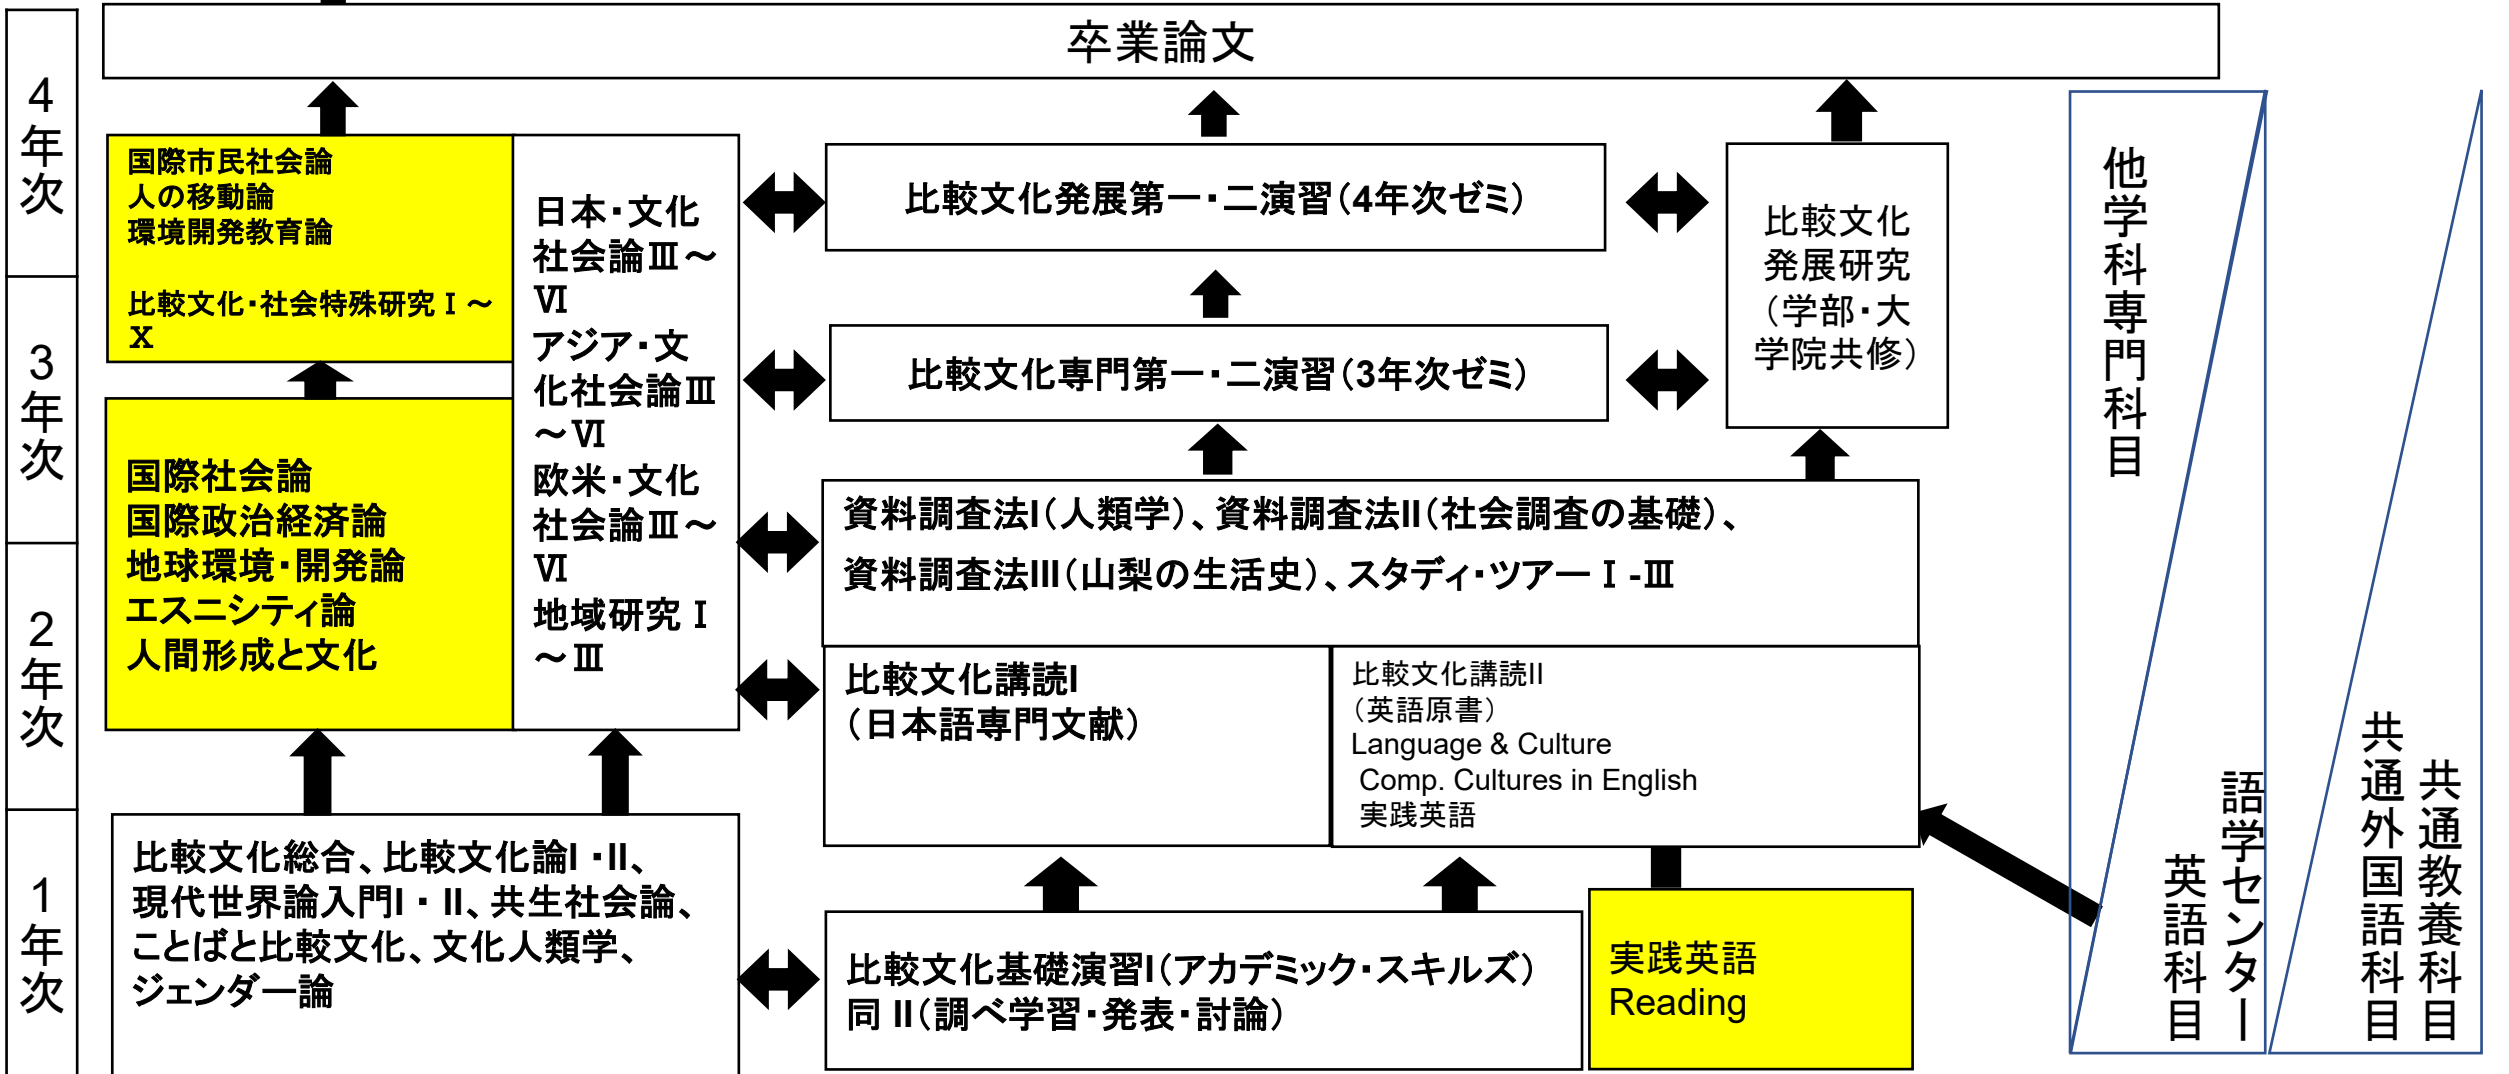 卒業論文
4年次
3年次
2年次
1年次
国際市民社会論
人の移動論
環境開発教育論
比較文化・社会特殊研究Ⅰ～
Ⅹ
国際社会論
国際政治経済論
地球環境・開発論
エスニシティ論
人間形成と文化
日本・文化
社会論Ⅲ～
Ⅵ
アジア・文
化社会論Ⅲ
～Ⅵ
欧米・文化
社会論Ⅲ～
Ⅵ
地域研究Ⅰ
～Ⅲ
比較文化発展第一・二演習（4年次ゼミ）
比較文化専門第一・二演習（3年次ゼミ）
比較文化
発展研究
（学部・大
学院共修）
資料調査法I（人類学）、資料調査法II（社会調査の基礎）、
資料調査法III（山梨の生活史）、スタディ・ツアーⅠ-Ⅲ
比較文化講読I
（日本語専門文献）
比較文化講読II
（英語原書）
Language & Culture
Comp. Cultures in English
実践英語
比較文化総合、比較文化論I・II、
現代世界論入門I・II、共生社会論、
ことばと比較文化、文化人類学、
ジェンダー論
比較文化基礎演習I（アカデミック・スキルズ）
同 II（調べ学習・発表・討論）
実践英語
Reading
他学科専門科目
語学センター
英語科目
共通教養科目
共通外国語科目